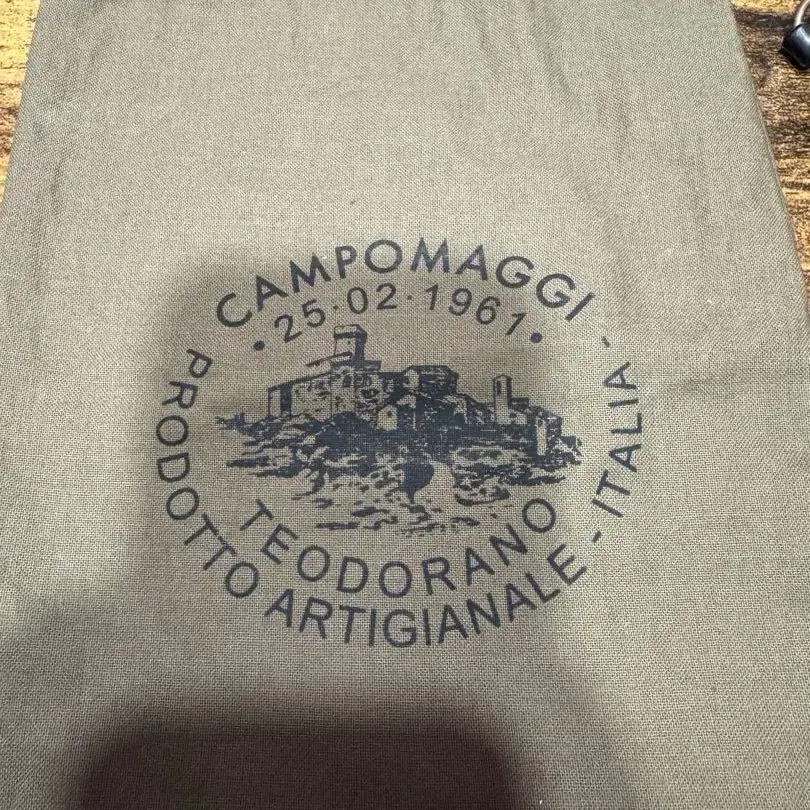 CAMPOMAGGI -
• 25·02·1961 •
TEODORANO
PRODOTTO ARTIGIANALE - ITALIA